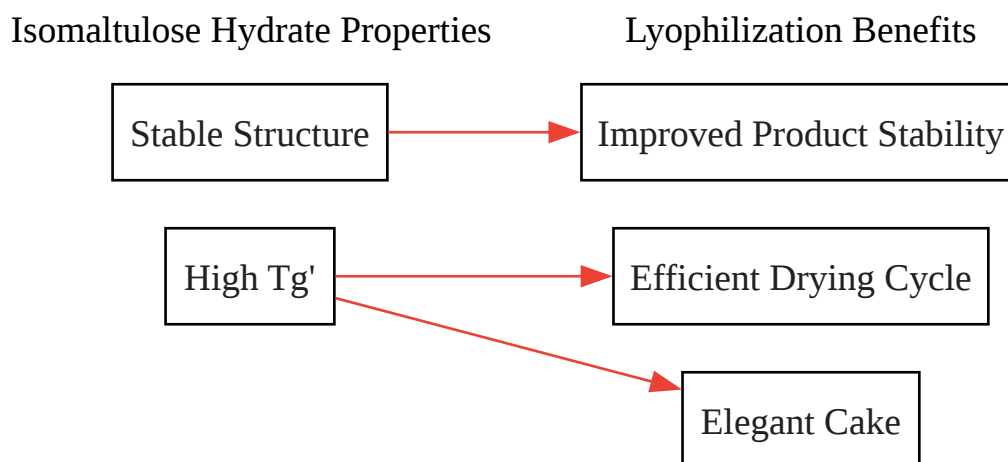 Isomaltulose Hydrate Properties
Lyophilization Benefits
Stable Structure
Improved Product Stability
High Tg'
Efficient Drying Cycle
Elegant Cake